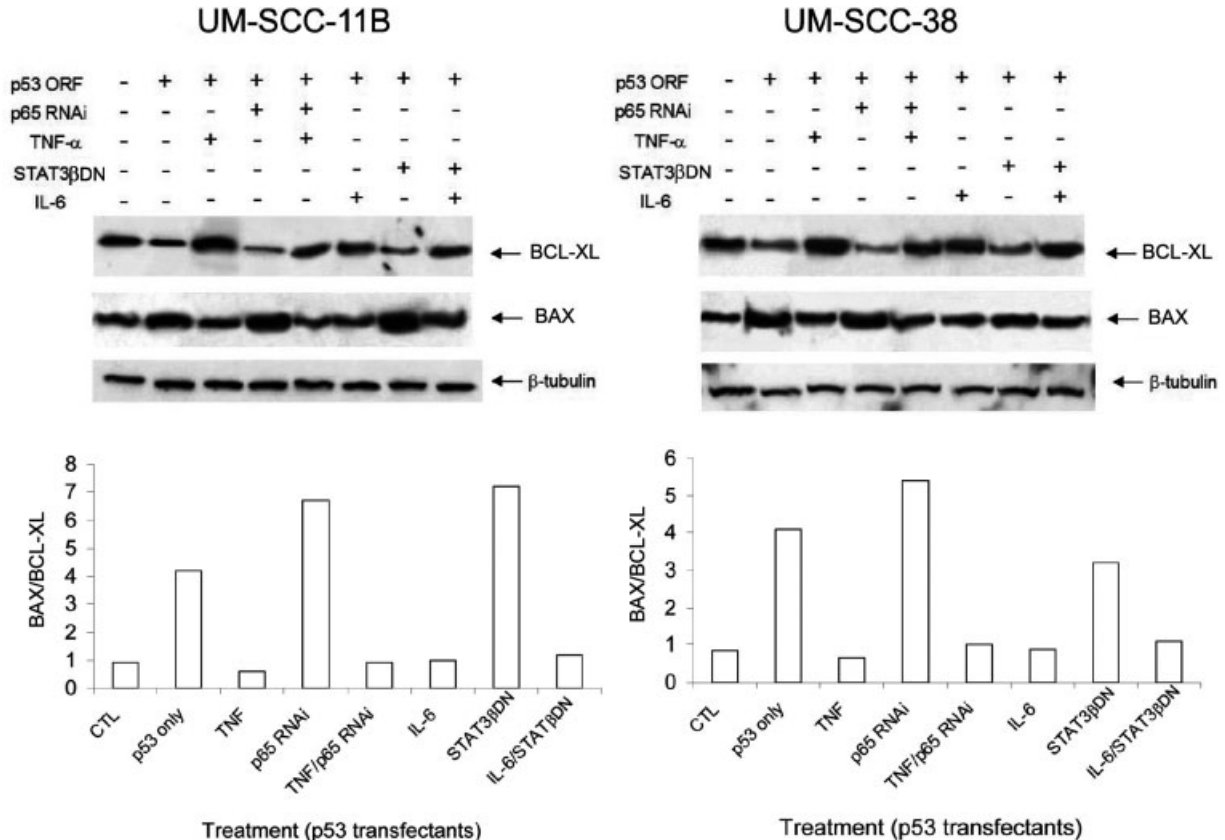 UM-SCC-11B
p53 ORF - + + + + + + +
p65 RNAi - - - + + - - -
TNF-α - - + - + - - -
STAT3βDN - - - - - - + +
IL-6 - - - - - + - +
BCL-XL
BAX
β-tubulin
8
7
6
5
4
3
2
1
0
BAX/BCL-XL
CTL
p53 only
TNF
p65 RNAi
TNF/p65 RNAi
IL-6
STAT3βDN
IL-6/STATβDN
Treatment (p53 transfectants)
UM-SCC-38
p53 ORF - + + + + + + +
p65 RNAi - - - + + - - -
TNF-α - - + - + - - -
STAT3βDN - - - - - - + +
IL-6 - - - - - + - +
BCL-XL
BAX
β-tubulin
6
5
4
3
2
1
0
BAX/BCL-XL
CTL
p53 only
TNF
p65 RNAi
TNF/p65 RNAi
IL-6
STAT3βDN
IL-6/STAT3βDN
Treatment (p53 transfectants)